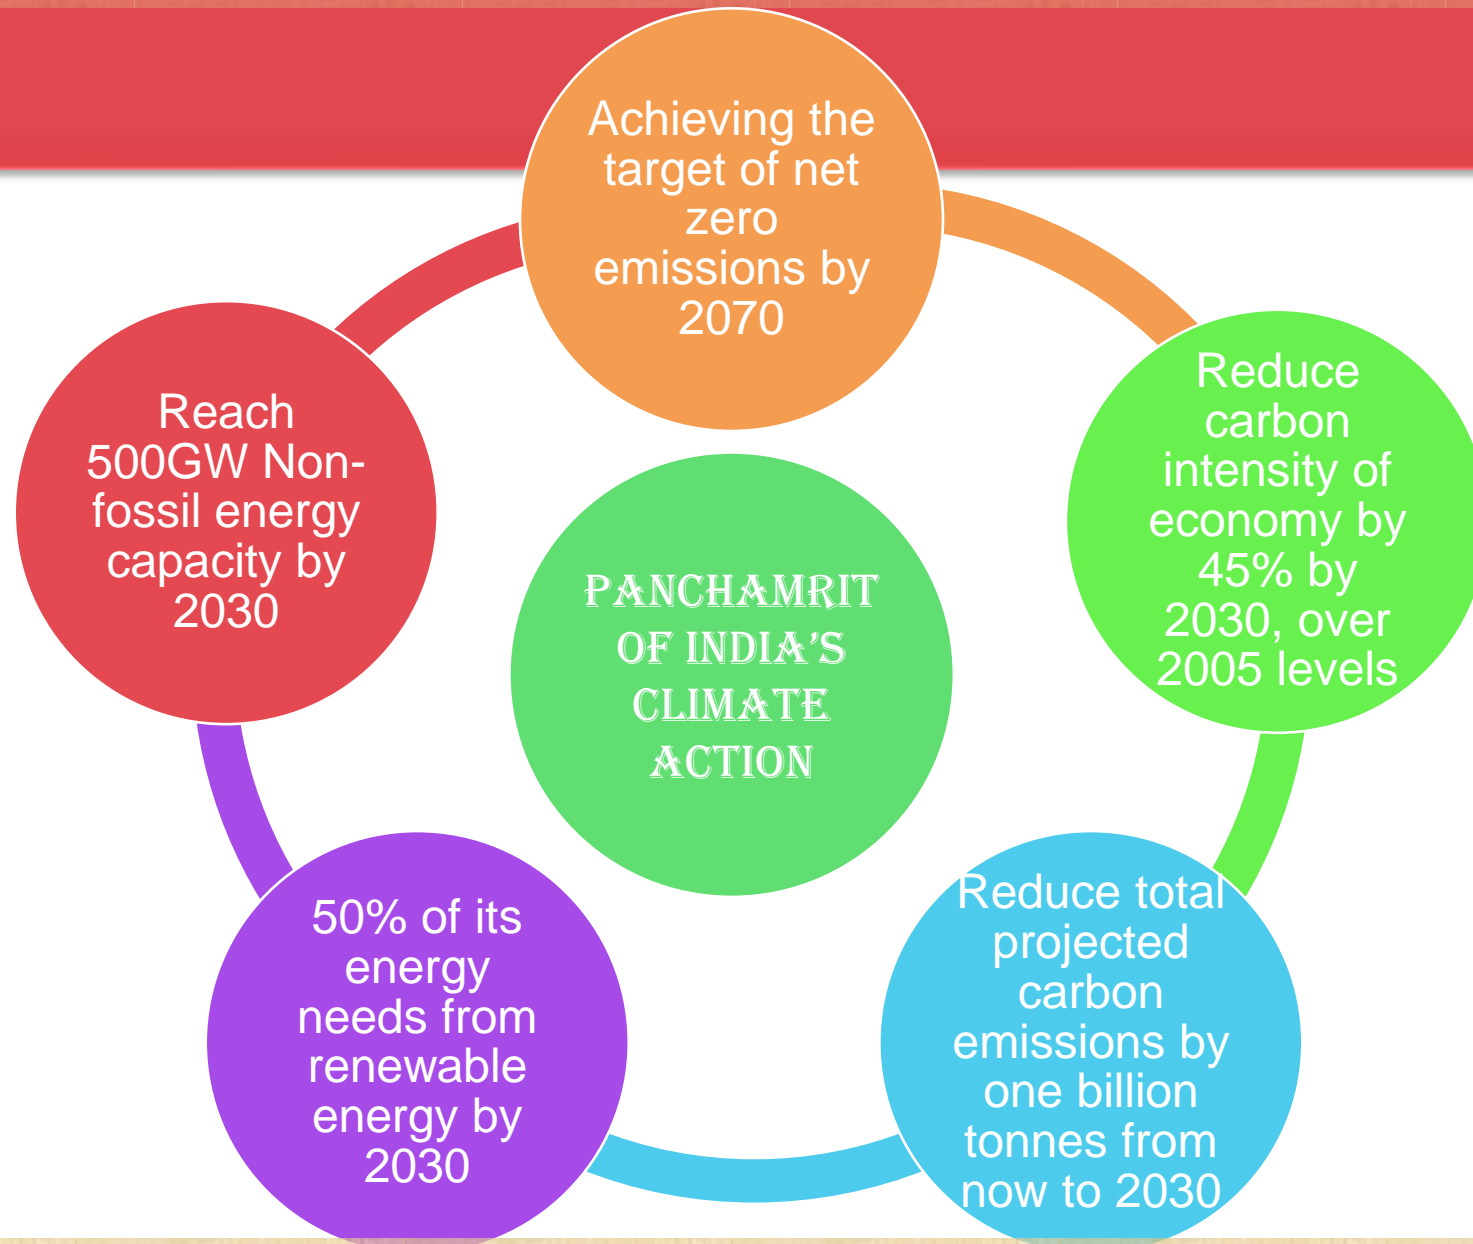 Achieving the
target of net
zero
emissions by
2070
Reduce
carbon
intensity of
economy by
45% by
2030, over
2005 levels
Reduce total
projected
carbon
emissions by
one billion
tonnes from
now to 2030
50% of its
energy
needs from
renewable
energy by
2030
Reach
500GW Non-
fossil energy
capacity by
2030
PANCHAMRIT
OF INDIA’S
CLIMATE
ACTION